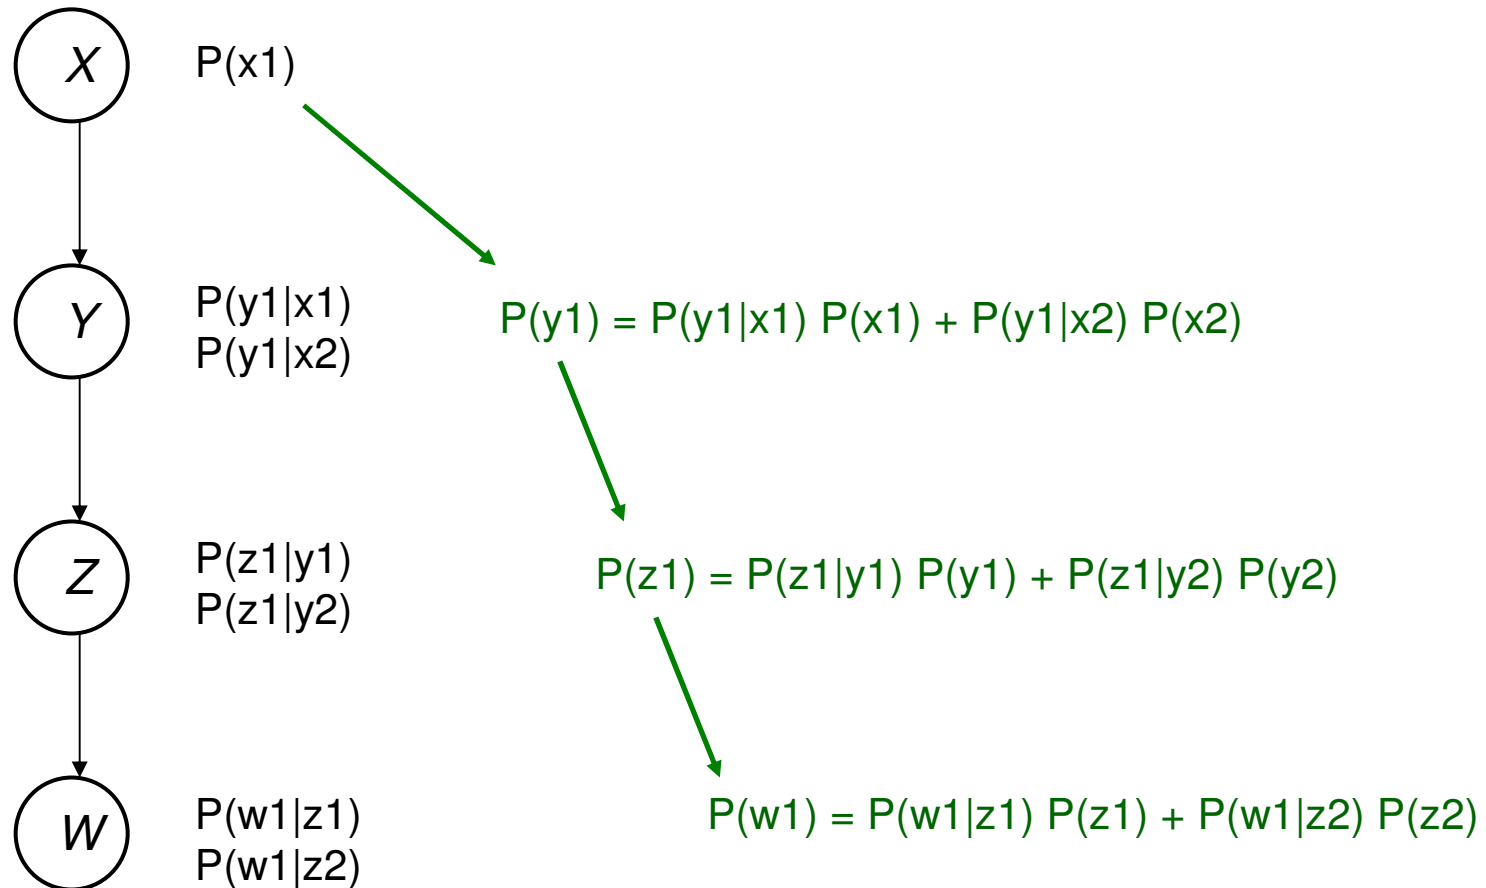 X
P(x1)
Y
P(y1|x1)
P(y1|x2)
P(y1) = P(y1|x1) P(x1) + P(y1|x2) P(x2)
Z
P(z1|y1)
P(z1|y2)
P(z1) = P(z1|y1) P(y1) + P(z1|y2) P(y2)
W
P(w1|z1)
P(w1|z2)
P(w1) = P(w1|z1) P(z1) + P(w1|z2) P(z2)